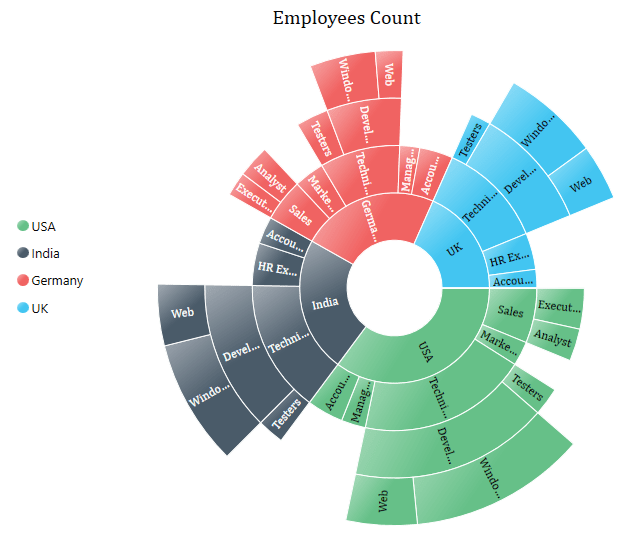 Employees Count
USA
India
Germany
UK
USA
Sales
Execut...
Analyst
Marke...
Techni...
Testers
Devel...
Windo...
Web
Manag...
Accou...
India
Techni...
Testers
Devel...
Windo...
Web
HR Ex...
Accou...
Germa...
Sales
Execut...
Analyst
Marke...
Techni...
Testers
Devel...
Windo...
Web
Manag...
Accou...
UK
Techni...
Testers
Devel...
Windo...
Web
HR Ex...
Accou...